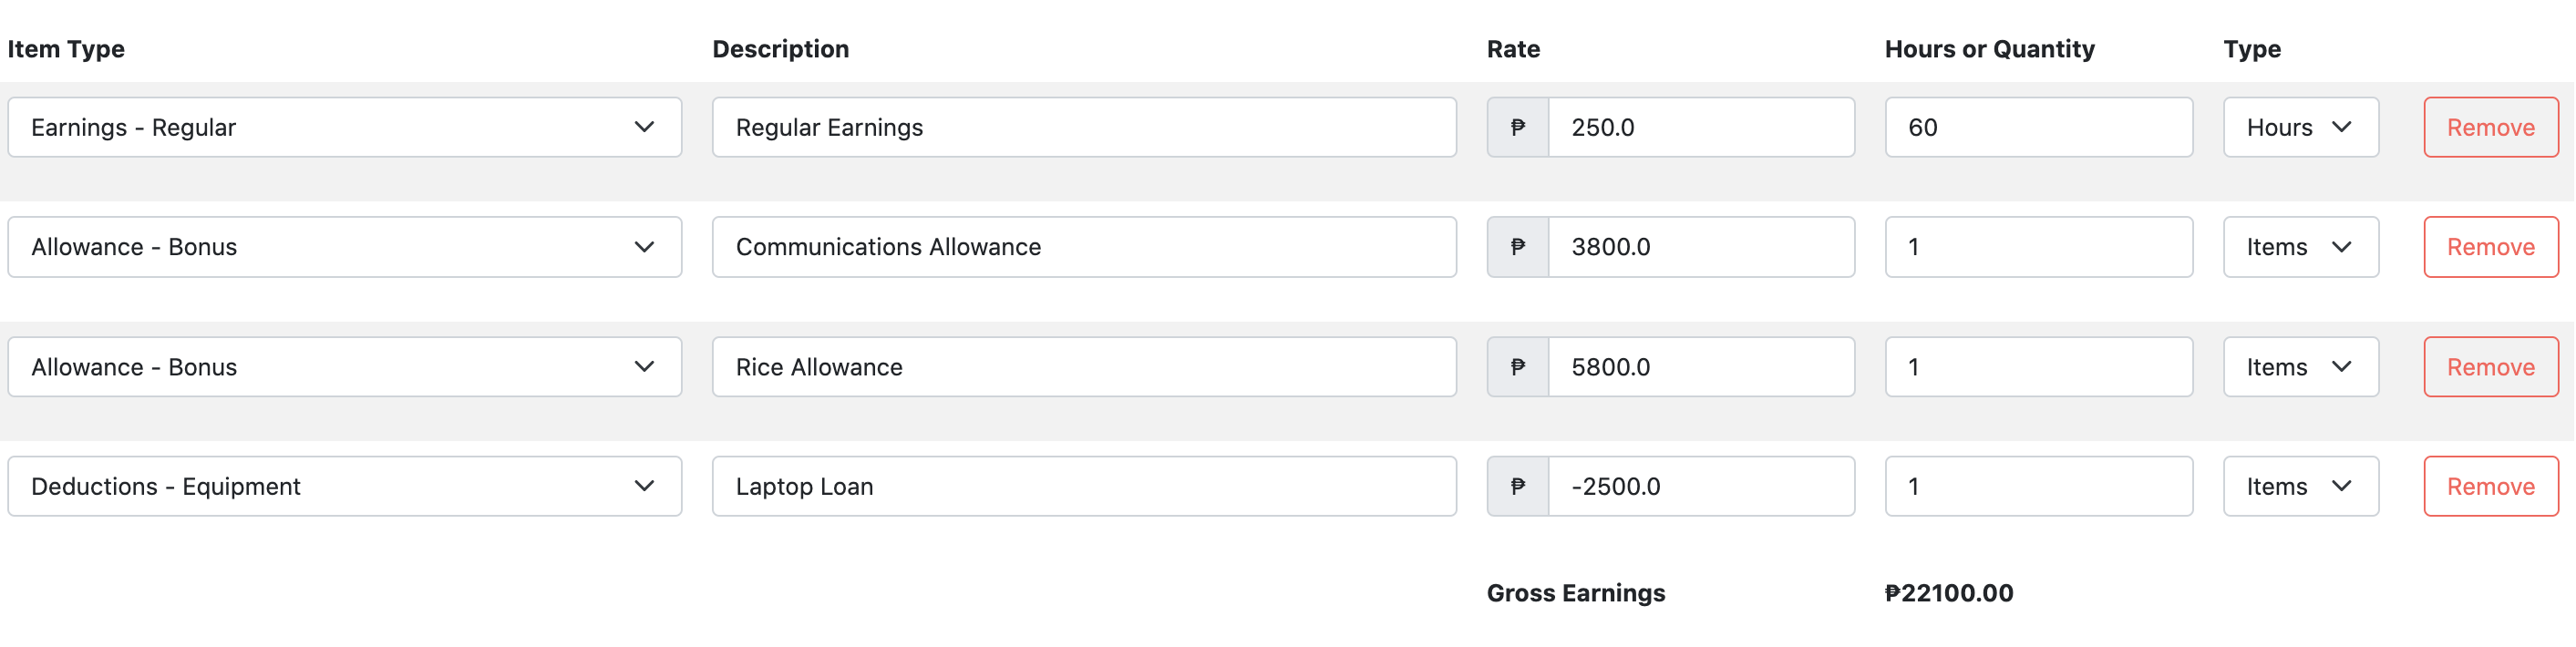 Item Type Description Rate Hours or Quantity Type
Earnings - Regular Regular Earnings ₱ 250.0 60 Hours Remove
Allowance - Bonus Communications Allowance ₱ 3800.0 1 Items Remove
Allowance - Bonus Rice Allowance ₱ 5800.0 1 Items Remove
Deductions - Equipment Laptop Loan ₱ -2500.0 1 Items Remove
Gross Earnings ₱22100.00